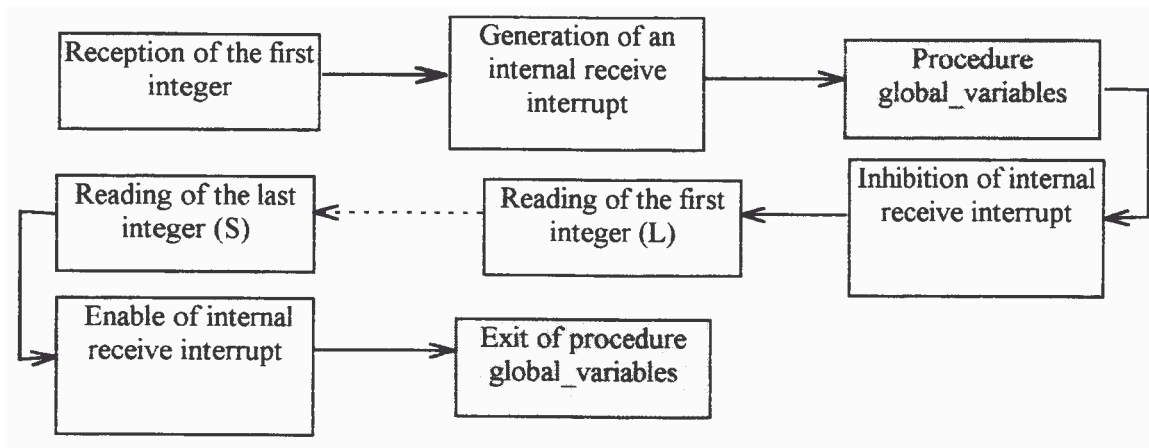 Reception of the first
integer
Generation of an
internal receive
interrupt
Procedure
global_variables
Inhibition of internal
receive interrupt
Reading of the first
integer (L)
Reading of the last
integer (S)
Enable of internal
receive interrupt
Exit of procedure
global_variables